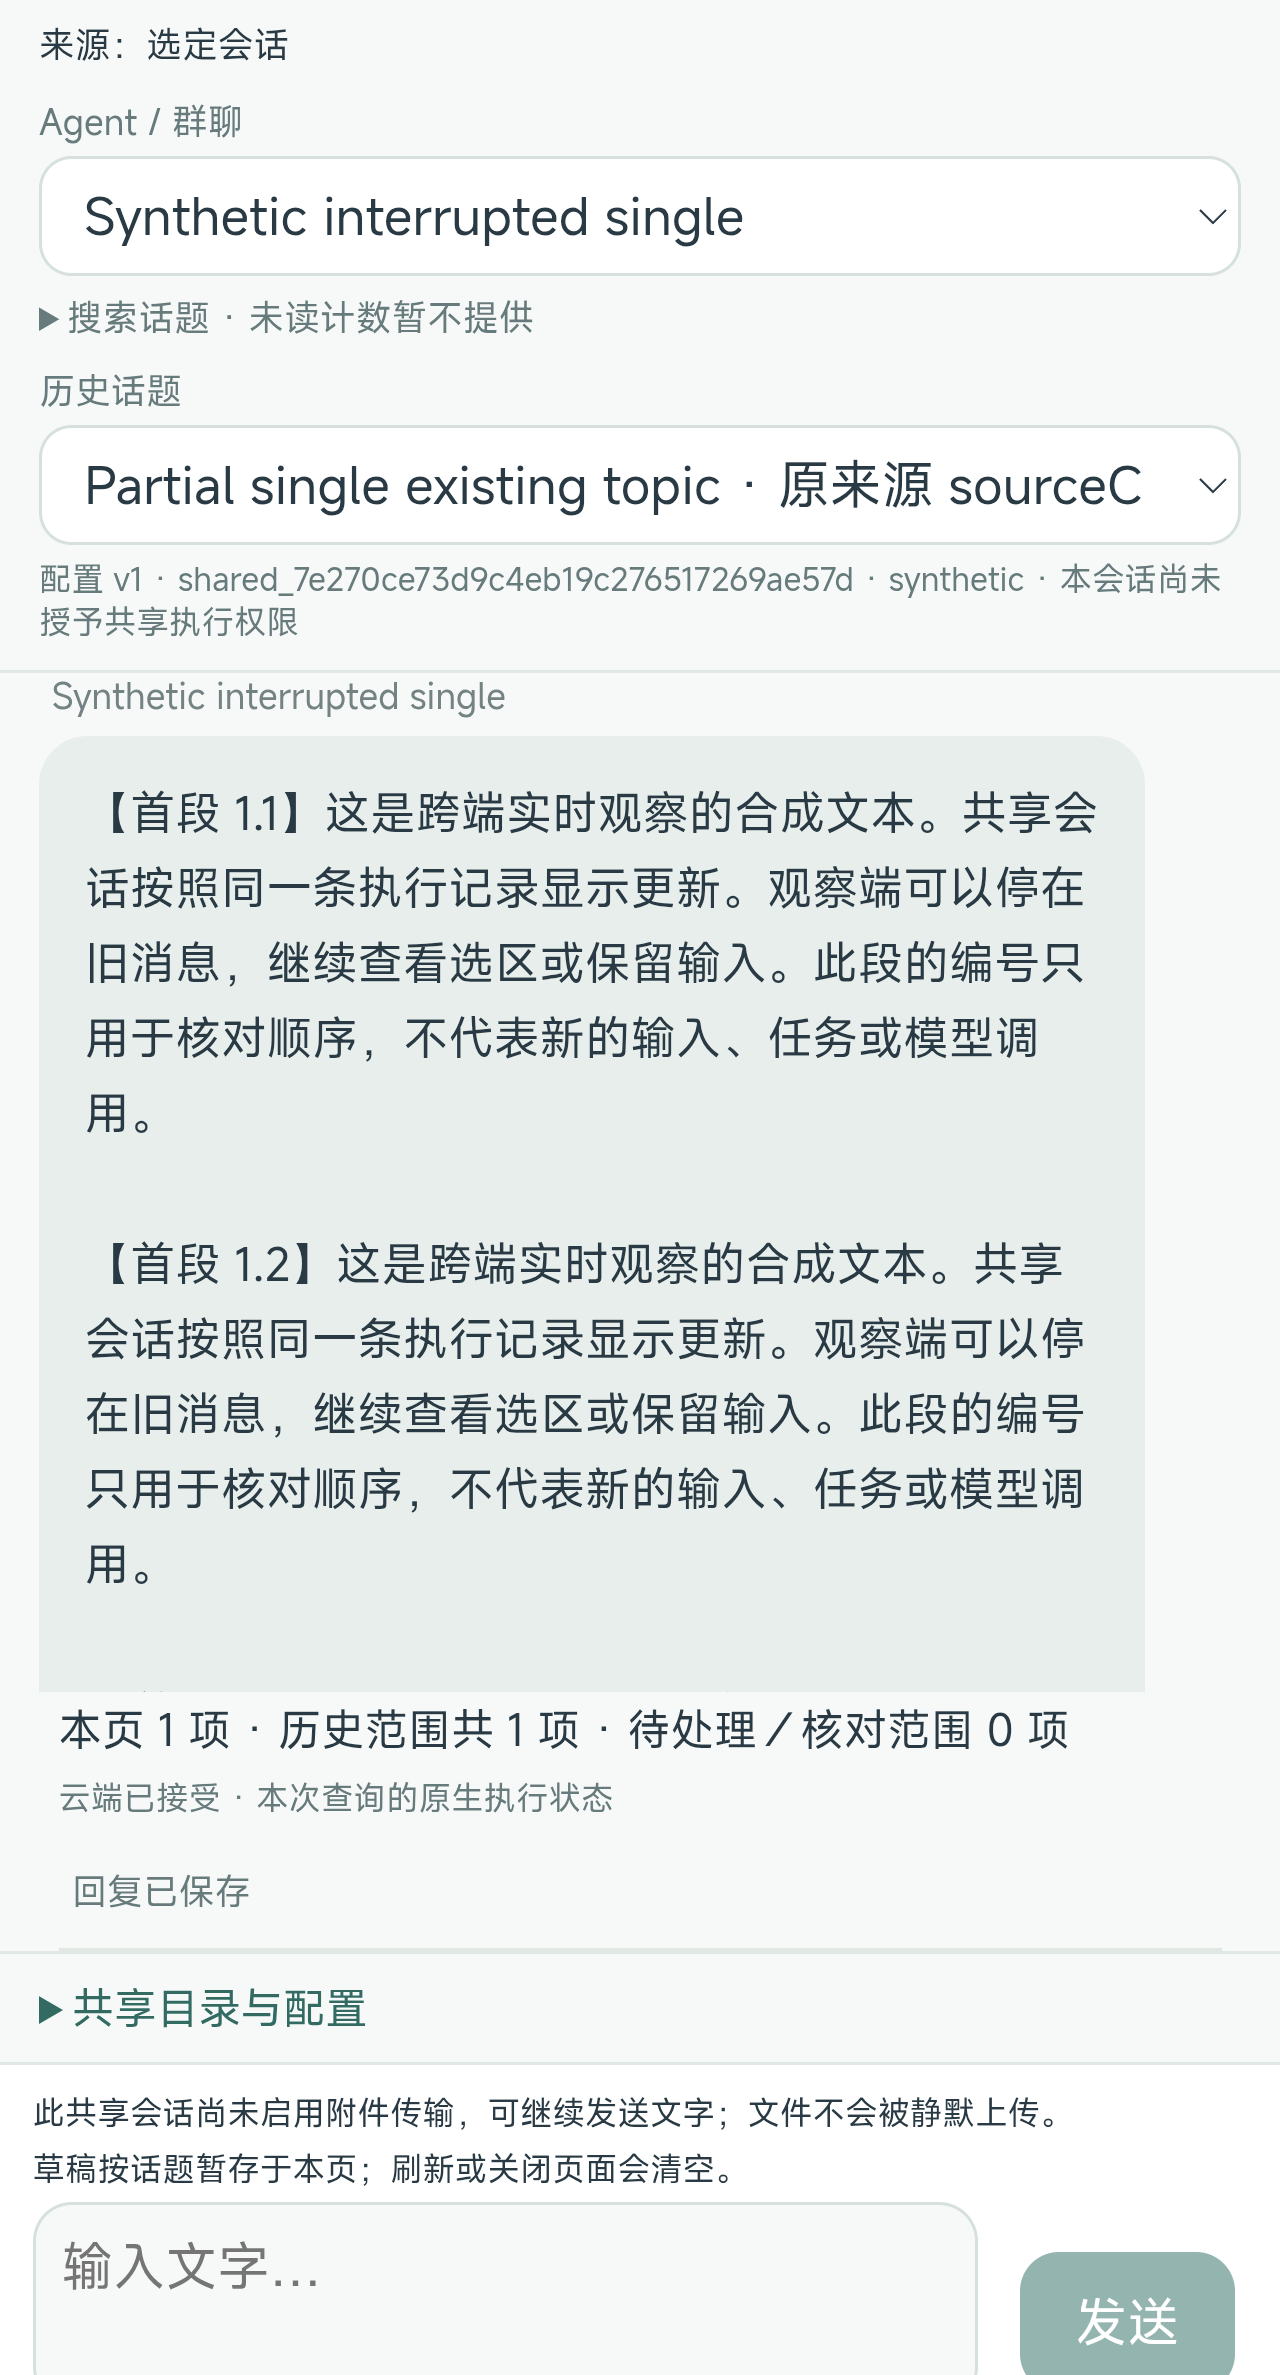 来源：选定会话
Agent / 群聊
Synthetic interrupted single
▶ 搜索话题 · 未读计数暂不提供
历史话题
Partial single existing topic · 原来源 sourceC
配置 v1 · shared_7e270ce73d9c4eb19c276517269ae57d · synthetic · 本会话尚未
授予共享执行权限
Synthetic interrupted single
【首段 1.1】这是跨端实时观察的合成文本。共享会
话按照同一条执行记录显示更新。观察端可以停在
旧消息，继续查看选区或保留输入。此段的编号只
用于核对顺序，不代表新的输入、任务或模型调
用。
【首段 1.2】这是跨端实时观察的合成文本。共享
会话按照同一条执行记录显示更新。观察端可以停
在旧消息，继续查看选区或保留输入。此段的编号
只用于核对顺序，不代表新的输入、任务或模型调
用。
本页 1 项 · 历史范围共 1 项 · 待处理／核对范围 0 项
云端已接受 · 本次查询的原生执行状态
回复已保存
▶ 共享目录与配置
此共享会话尚未启用附件传输，可继续发送文字；文件不会被静默上传。
草稿按话题暂存于本页；刷新或关闭页面会清空。
输入文字…
发送